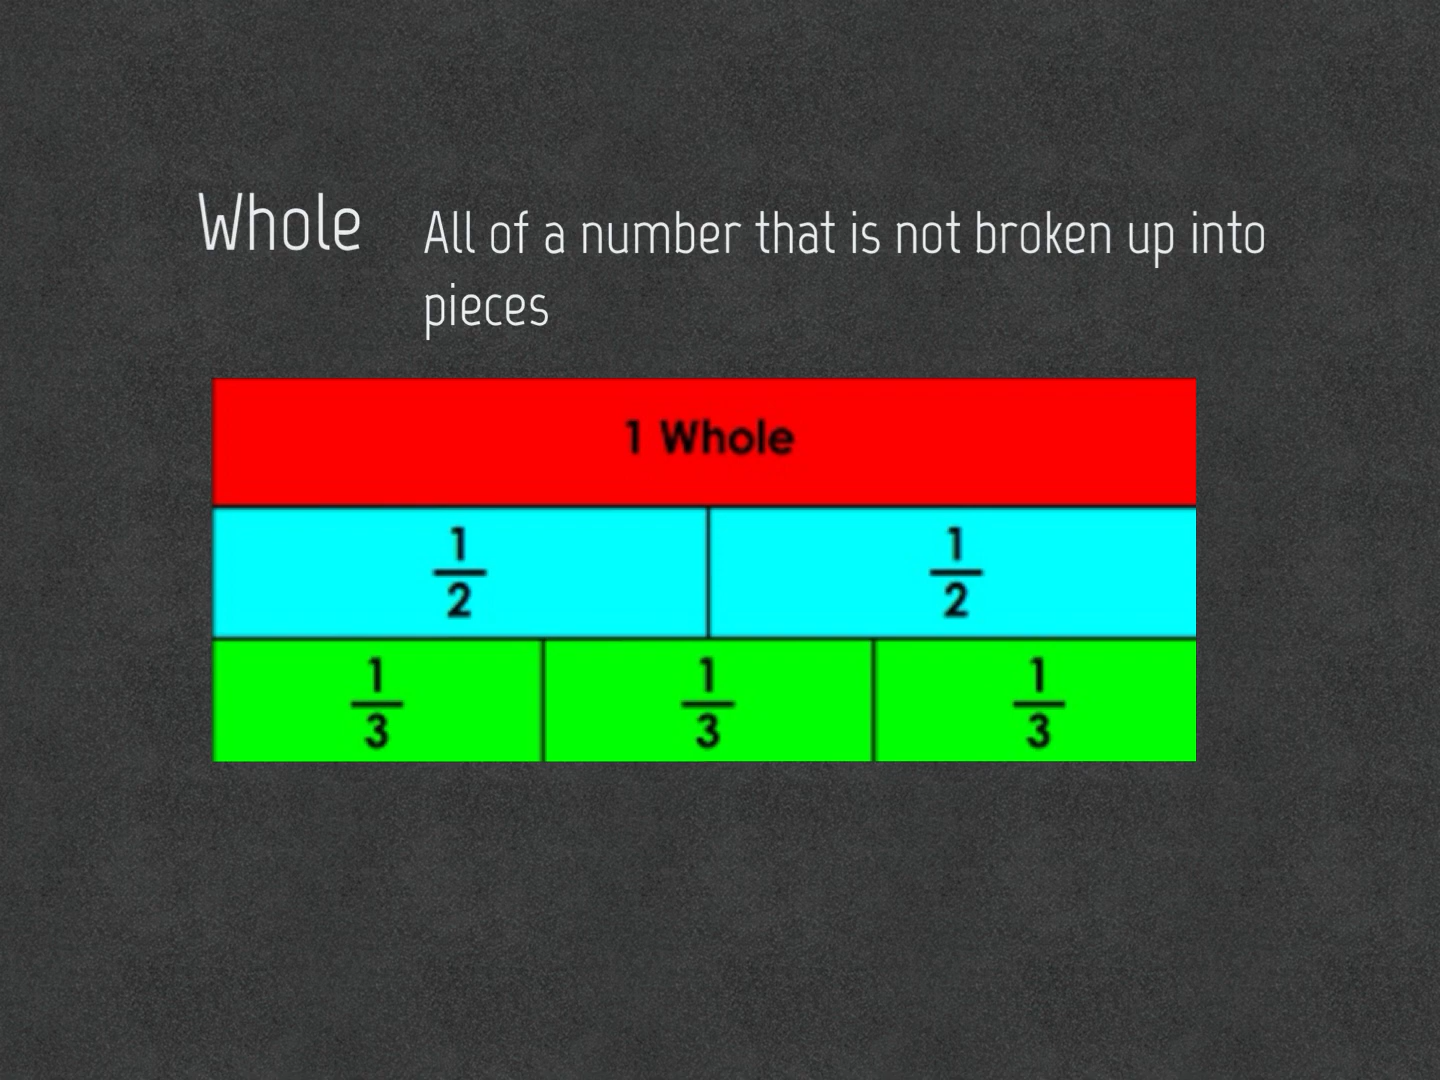 Whole
All of a number that is not broken up into
pieces
1 Whole
1/2 1/2
1/3 1/3 1/3